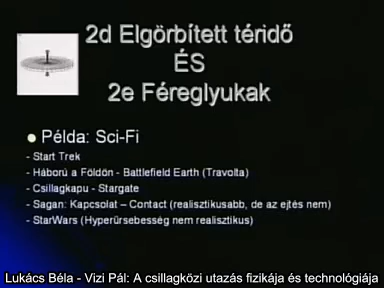 2d Elgörbített téridő
ÉS
2e Féreglyukak
Példa: Sci-Fi
- Start Trek
- Háború a Földön - Battlefield Earth (Travolta)
- Csillagkapu - Stargate
- Sagan: Kapcsolat – Contact (realisztikusabb, de az ejtés nem)
- StarWars (Hyperűrsebesség nem realisztikus)
Lukács Béla - Vizi Pál: A csillagközi utazás fizikája és technológiája